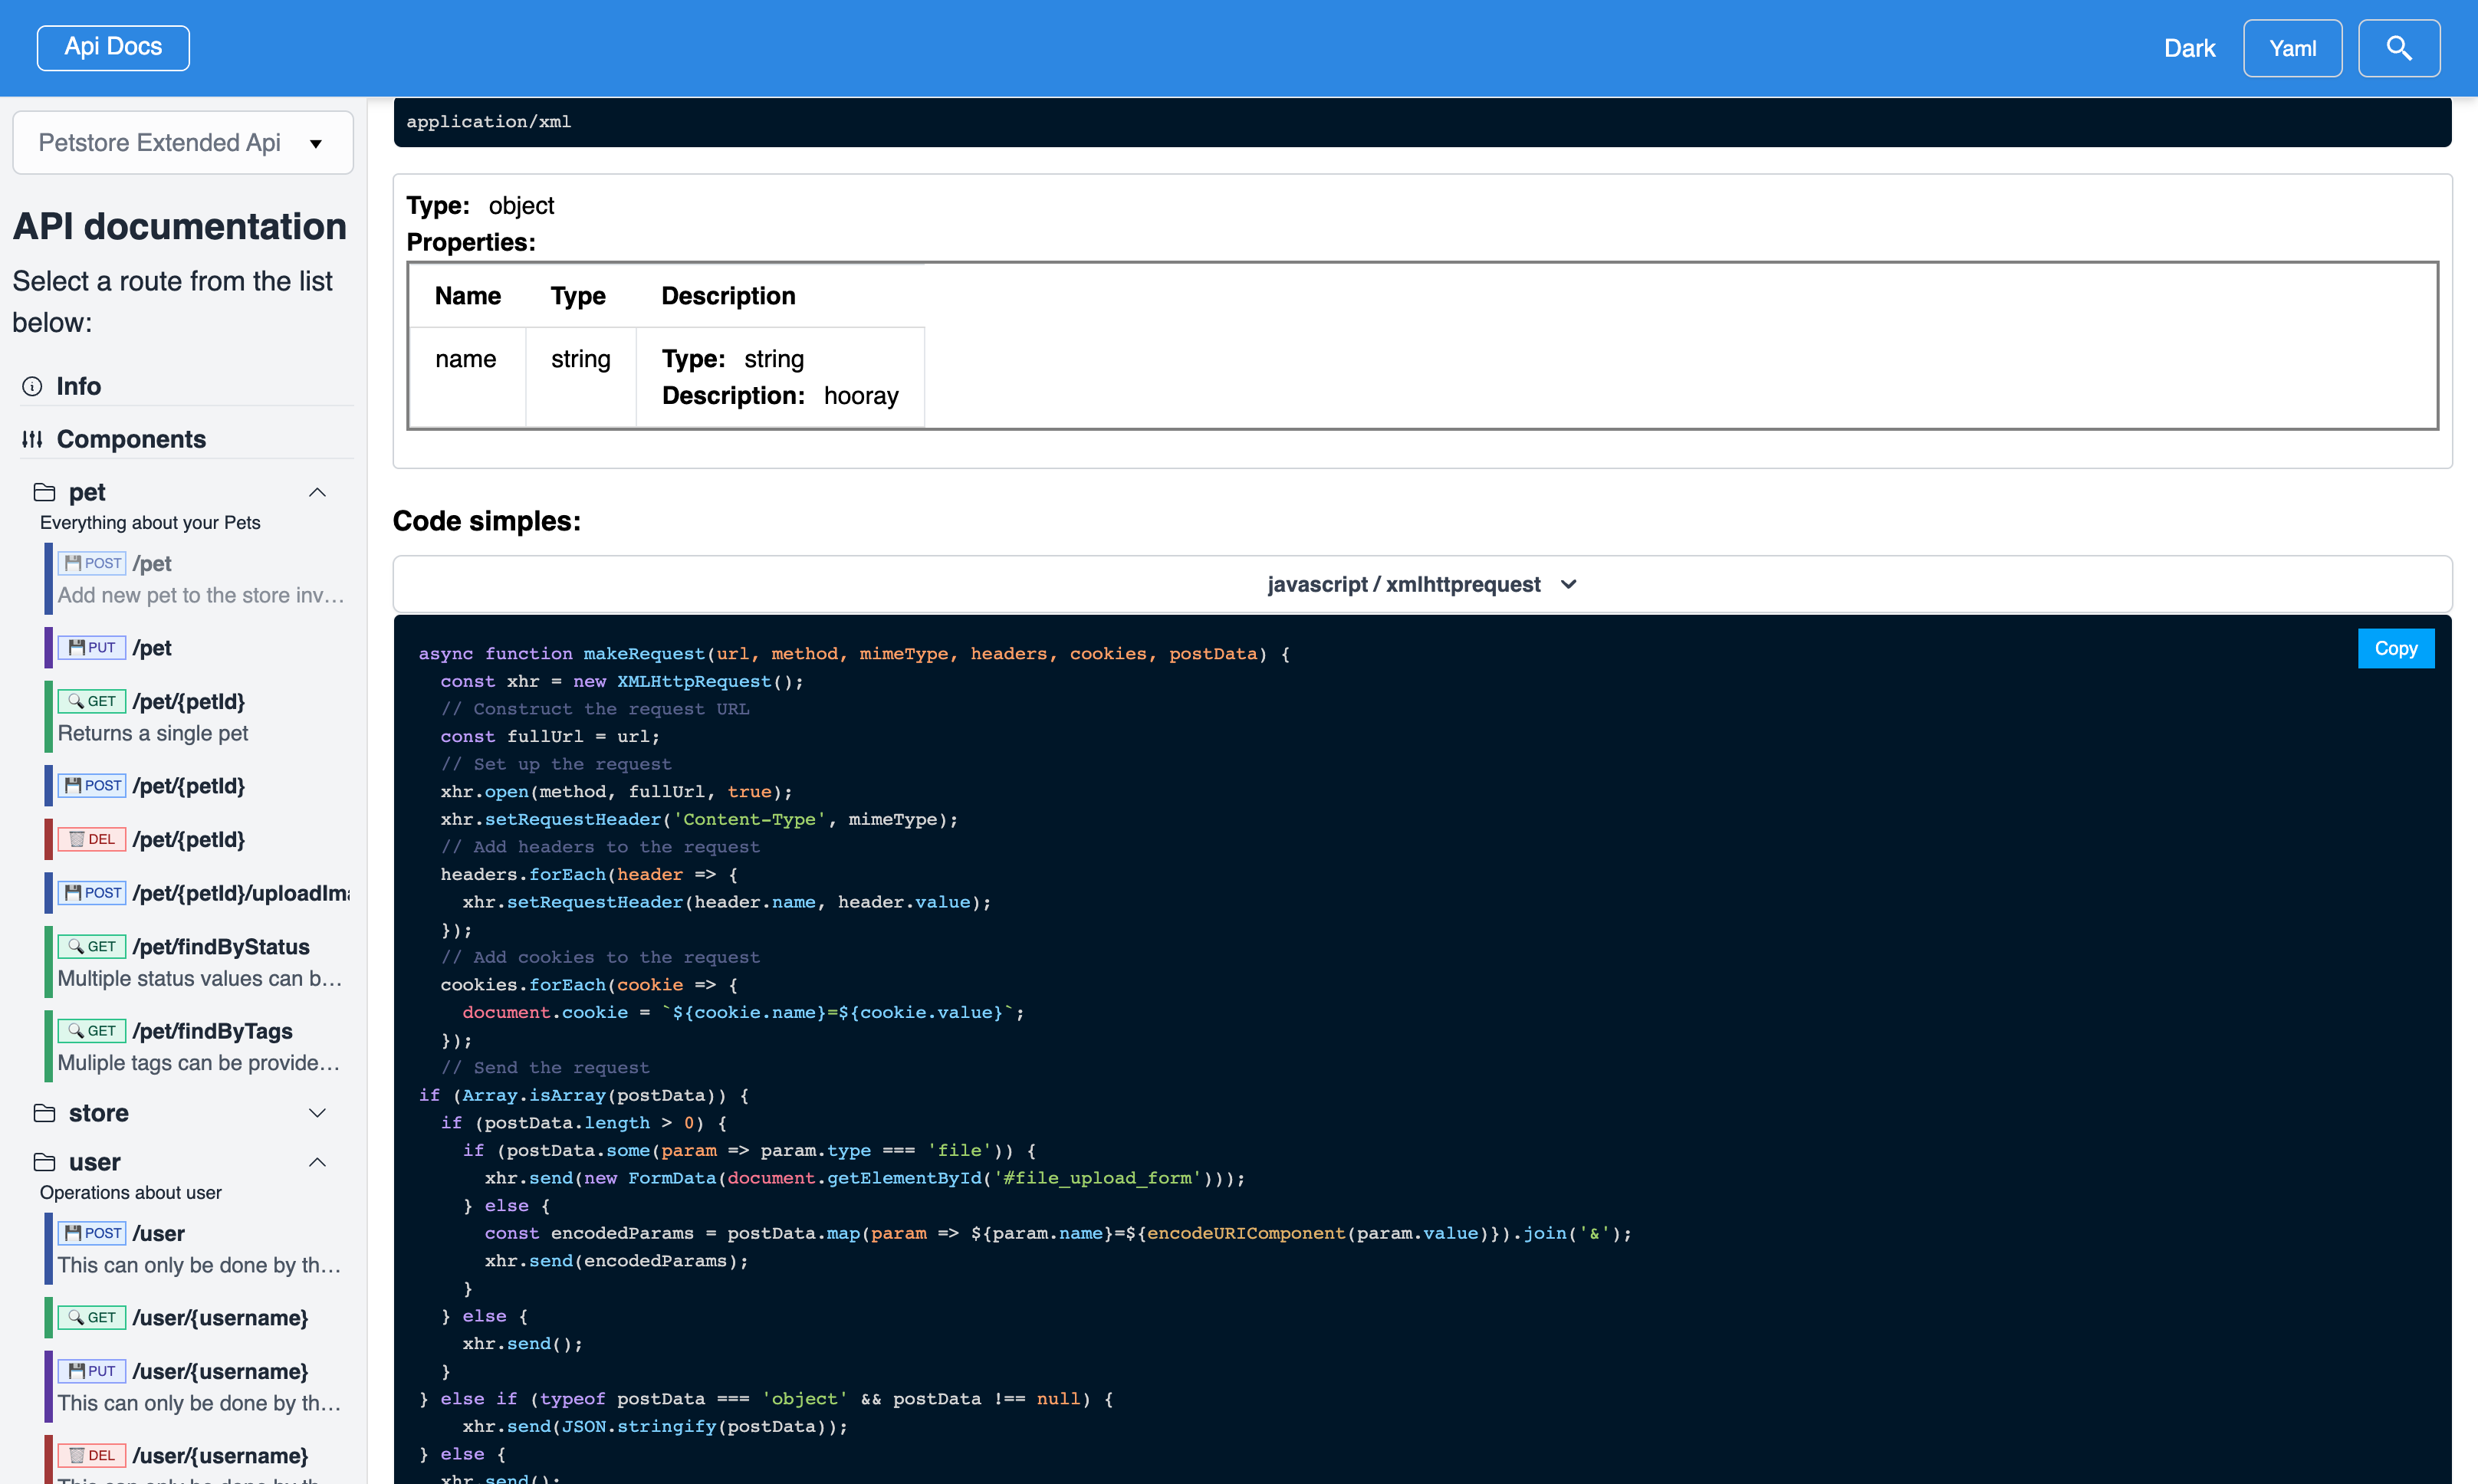 Api Docs
Dark
Yaml
Petstore Extended Api
API documentation
Select a route from the list
below:
Info
Components
pet
Everything about your Pets
POST /pet
Add new pet to the store inv...
PUT /pet
GET /pet/{petId}
Returns a single pet
POST /pet/{petId}
DEL /pet/{petId}
POST /pet/{petId}/uploadIma
GET /pet/findByStatus
Multiple status values can b...
GET /pet/findByTags
Muliple tags can be provide...
store
user
Operations about user
POST /user
This can only be done by th...
GET /user/{username}
PUT /user/{username}
This can only be done by th...
DEL /user/{username}
This can only be done by th
application/xml
Type: object
Properties:
Name Type Description
name string Type: string
Description: hooray
Code simples:
javascript / xmlhttprequest
Copy
async function makeRequest(url, method, mimeType, headers, cookies, postData) {
  const xhr = new XMLHttpRequest();
  // Construct the request URL
  const fullUrl = url;
  // Set up the request
  xhr.open(method, fullUrl, true);
  xhr.setRequestHeader('Content-Type', mimeType);
  // Add headers to the request
  headers.forEach(header => {
    xhr.setRequestHeader(header.name, header.value);
  });
  // Add cookies to the request
  cookies.forEach(cookie => {
    document.cookie = `${cookie.name}=${cookie.value}`;
  });
  // Send the request
if (Array.isArray(postData)) {
  if (postData.length > 0) {
    if (postData.some(param => param.type === 'file')) {
      xhr.send(new FormData(document.getElementById('#file_upload_form')));
    } else {
      const encodedParams = postData.map(param => ${param.name}=${encodeURIComponent(param.value)}).join('&');
      xhr.send(encodedParams);
    }
  } else {
    xhr.send();
  }
} else if (typeof postData === 'object' && postData !== null) {
    xhr.send(JSON.stringify(postData));
} else {
  xhr.send();